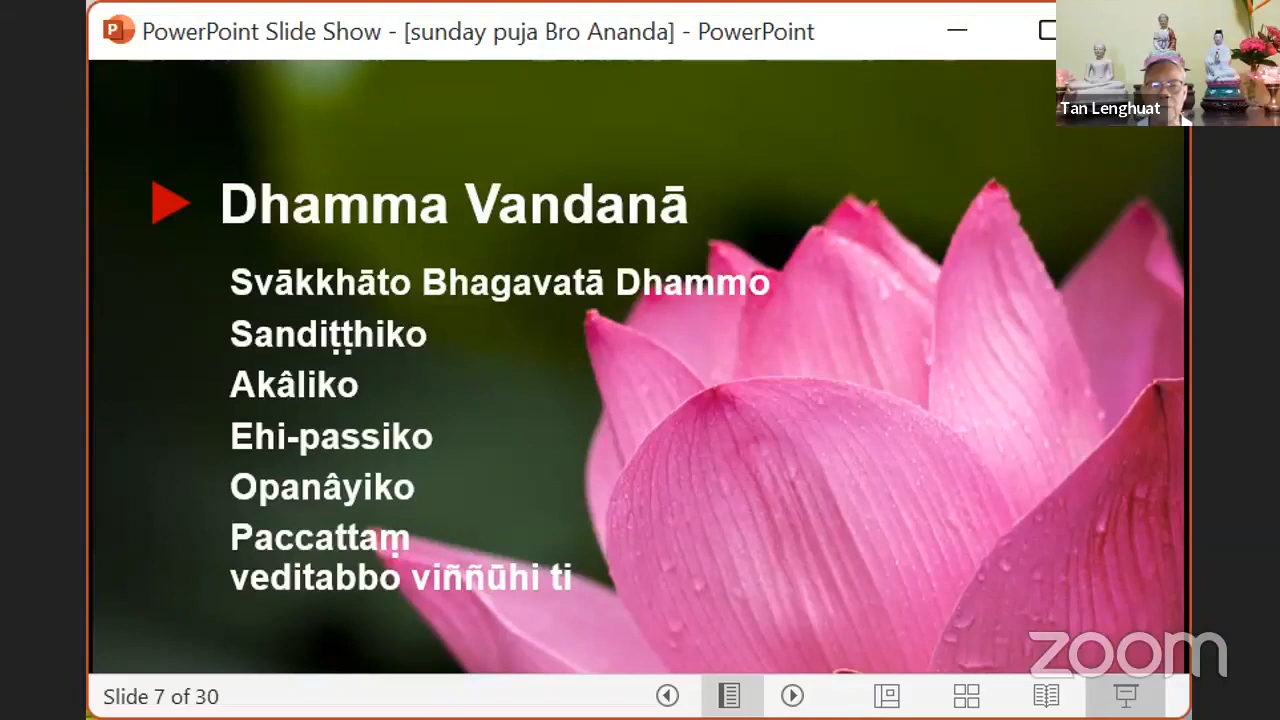 PowerPoint Slide Show - [sunday puja Bro Ananda] - PowerPoint
Tan Lenghuat
Dhamma Vandanā
Svākkhāto Bhagavatā Dhammo
Sandiṭṭhiko
Akâliko
Ehi-passiko
Opanâyiko
Paccattaṃ
veditabbo viññūhi ti
zoom
Slide 7 of 30